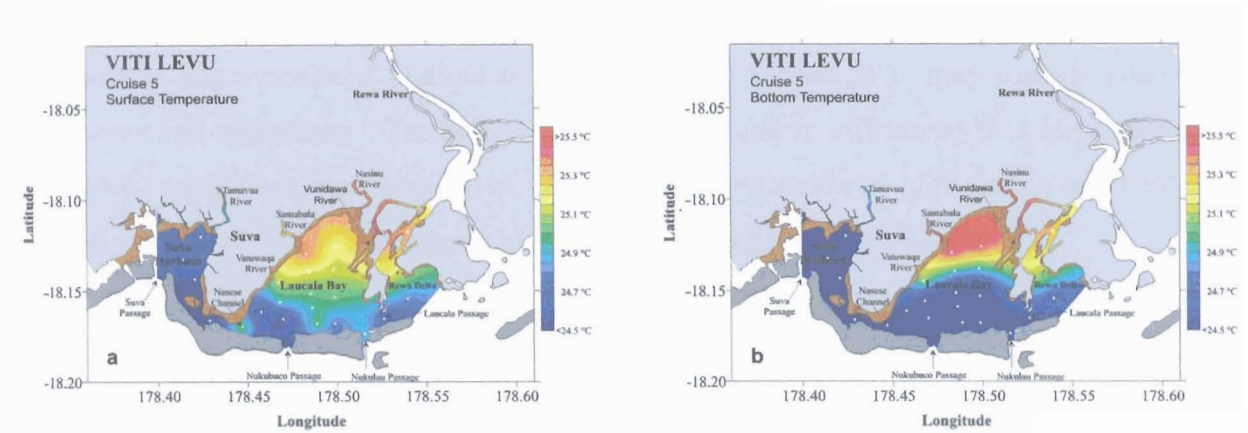 VITI LEVU
Cruise 5
Surface Temperature
Rewa River
-18.05
-18.10
-18.15
-18.20
Latitude
Tamavua
River
Vunidawa
River
Nasinu
River
Samabula
River
Suva
Suva
Harbour
Vatuwaqa
River
Nasese
Channel
Laucala Bay
Rewa Delta
Suva
Passage
Laucala Passage
a
Nukubuco Passage
Nukulau Passage
178.40 178.45 178.50 178.55 178.60
Longitude
>25.5 °C
25.3 °C
25.1 °C
24.9 °C
24.7 °C
<24.5 °C
VITI LEVU
Cruise 5
Bottom Temperature
Rewa River
-18.05
-18.10
-18.15
-18.20
Latitude
Tamavua
River
Vunidawa
River
Nasinu
River
Samabula
River
Suva
Vatuwaqa
River
Nasese
Channel
Laucala Bay
Rewa Delta
Suva
Passage
Laucala Passage
b
Nukubuco Passage
Nukulau Passage
178.40 178.45 178.50 178.55 178.60
Longitude
>25.5 °C
25.3 °C
25.1 °C
24.9 °C
24.7 °C
<24.5 °C